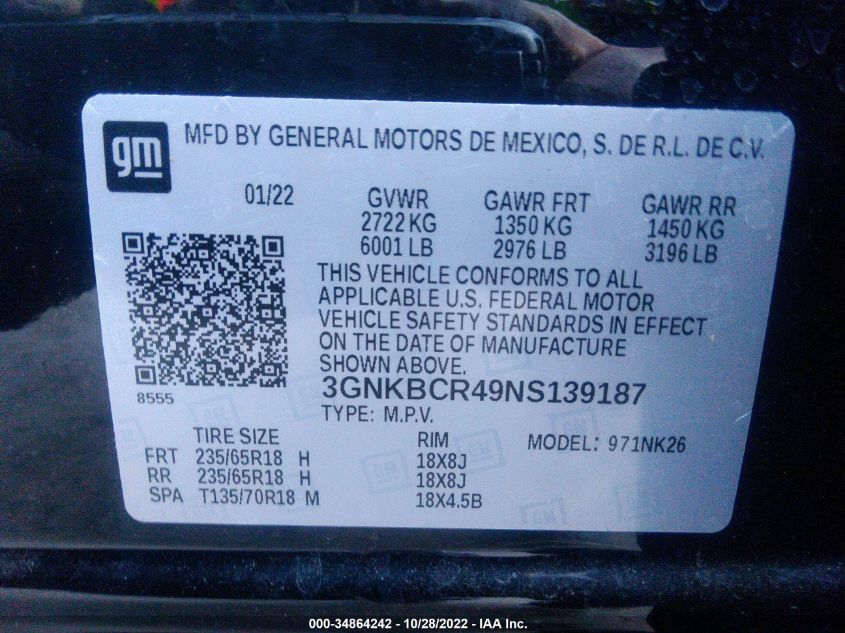 gm
MFD BY GENERAL MOTORS DE MEXICO, S. DE R.L. DE C.V.
01/22 GVWR GAWR FRT GAWR RR
2722 KG 1350 KG 1450 KG
6001 LB 2976 LB 3196 LB
THIS VEHICLE CONFORMS TO ALL
APPLICABLE U.S. FEDERAL MOTOR
VEHICLE SAFETY STANDARDS IN EFFECT
ON THE DATE OF MANUFACTURE
SHOWN ABOVE.
8555
3GNKBCR49NS139187
TYPE: M.P.V.
TIRE SIZE RIM MODEL: 971NK26
FRT 235/65R18 H 18X8J
RR 235/65R18 H 18X8J
SPA T135/70R18 M 18X4.5B
000-34864242 - 10/28/2022 - IAA Inc.